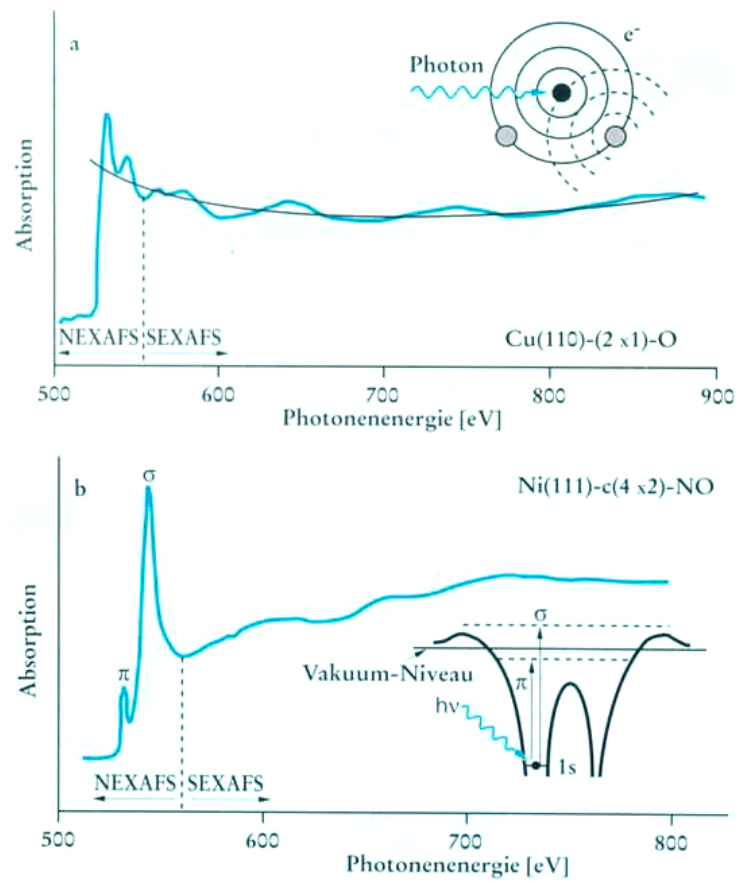 a
e⁻
Photon
Absorption
NEXAFS SEXAFS
Cu(110)-(2 x1)-O
500 600 700 800 900
Photonenenergie [eV]
b
σ
Ni(111)-c(4 x2)-NO
Absorption
π
σ
Vakuum-Niveau
π
hν
1s
NEXAFS SEXAFS
500 600 700 800
Photonenenergie [eV]